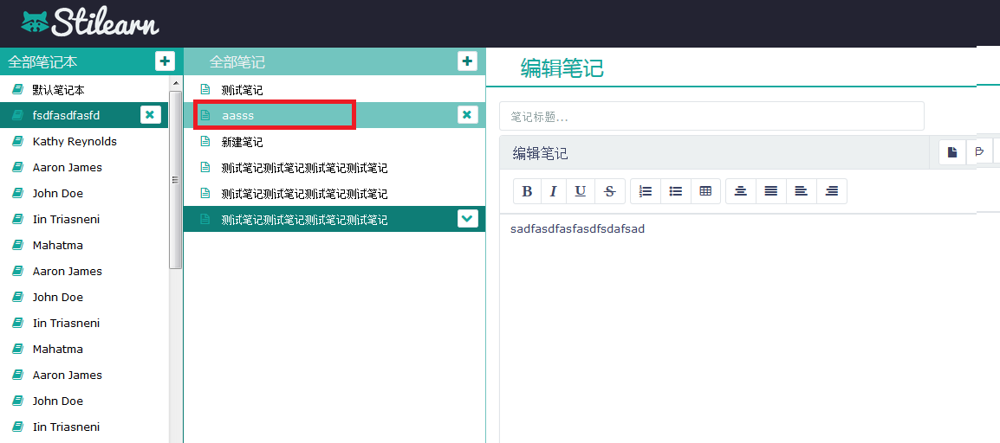 Stilearn
全部笔记本
默认笔记本
fsdfasdfasfd
Kathy Reynolds
Aaron James
John Doe
Iin Triasneni
Mahatma
Aaron James
John Doe
Iin Triasneni
Mahatma
Aaron James
John Doe
Iin Triasneni
全部笔记
测试笔记
aasss
新建笔记
测试笔记测试笔记测试笔记测试笔记
测试笔记测试笔记测试笔记测试笔记
测试笔记测试笔记测试笔记测试笔记
编辑笔记
笔记标题...
编辑笔记
B I U S
sadfasdfasfasdfsdafsad